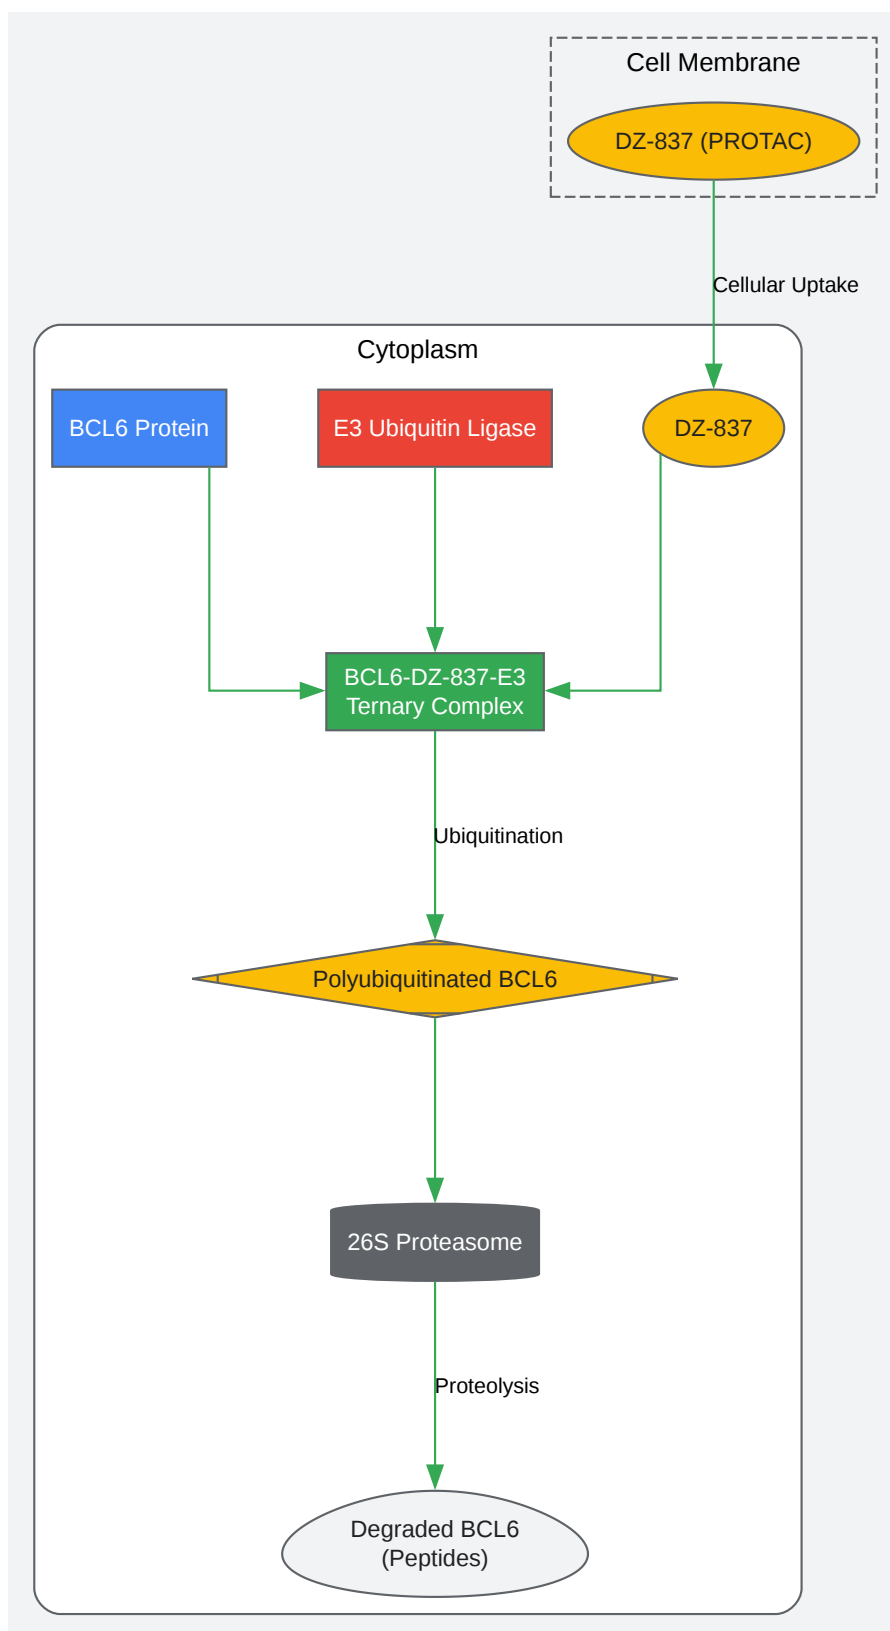 Cell Membrane
DZ-837 (PROTAC)
Cellular Uptake
Cytoplasm
BCL6 Protein
E3 Ubiquitin Ligase
DZ-837
BCL6-DZ-837-E3
Ternary Complex
Ubiquitination
Polyubiquitinated BCL6
26S Proteasome
Proteolysis
Degraded BCL6
(Peptides)